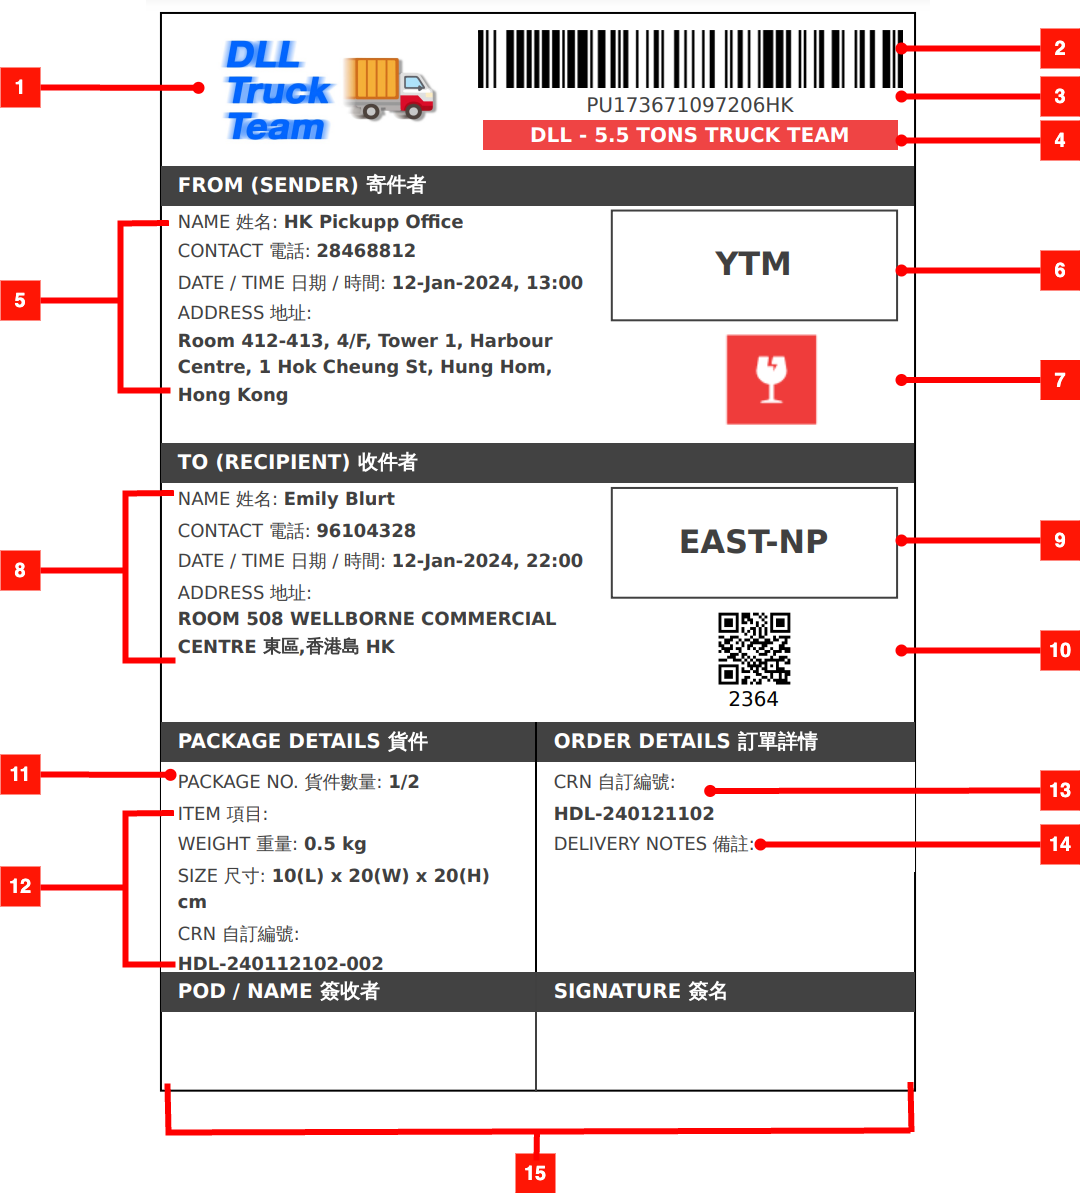 DLL
Truck
Team
PU173671097206HK
DLL - 5.5 TONS TRUCK TEAM
1
2
3
4
FROM (SENDER) 寄件者
NAME 姓名: HK Pickupp Office
CONTACT 電話: 28468812
DATE / TIME 日期 / 時間: 12-Jan-2024, 13:00
ADDRESS 地址:
Room 412-413, 4/F, Tower 1, Harbour
Centre, 1 Hok Cheung St, Hung Hom,
Hong Kong
YTM
5
6
7
TO (RECIPIENT) 收件者
NAME 姓名: Emily Blurt
CONTACT 電話: 96104328
DATE / TIME 日期 / 時間: 12-Jan-2024, 22:00
ADDRESS 地址:
ROOM 508 WELLBORNE COMMERCIAL
CENTRE 東區,香港島 HK
EAST-NP
2364
8
9
10
PACKAGE DETAILS 貨件
PACKAGE NO. 貨件數量: 1/2
ITEM 項目:
WEIGHT 重量: 0.5 kg
SIZE 尺寸: 10(L) x 20(W) x 20(H)
cm
CRN 自訂編號:
HDL-240112102-002
11
12
ORDER DETAILS 訂單詳情
CRN 自訂編號:
HDL-240121102
DELIVERY NOTES 備註:
13
14
POD / NAME 簽收者
SIGNATURE 簽名
15